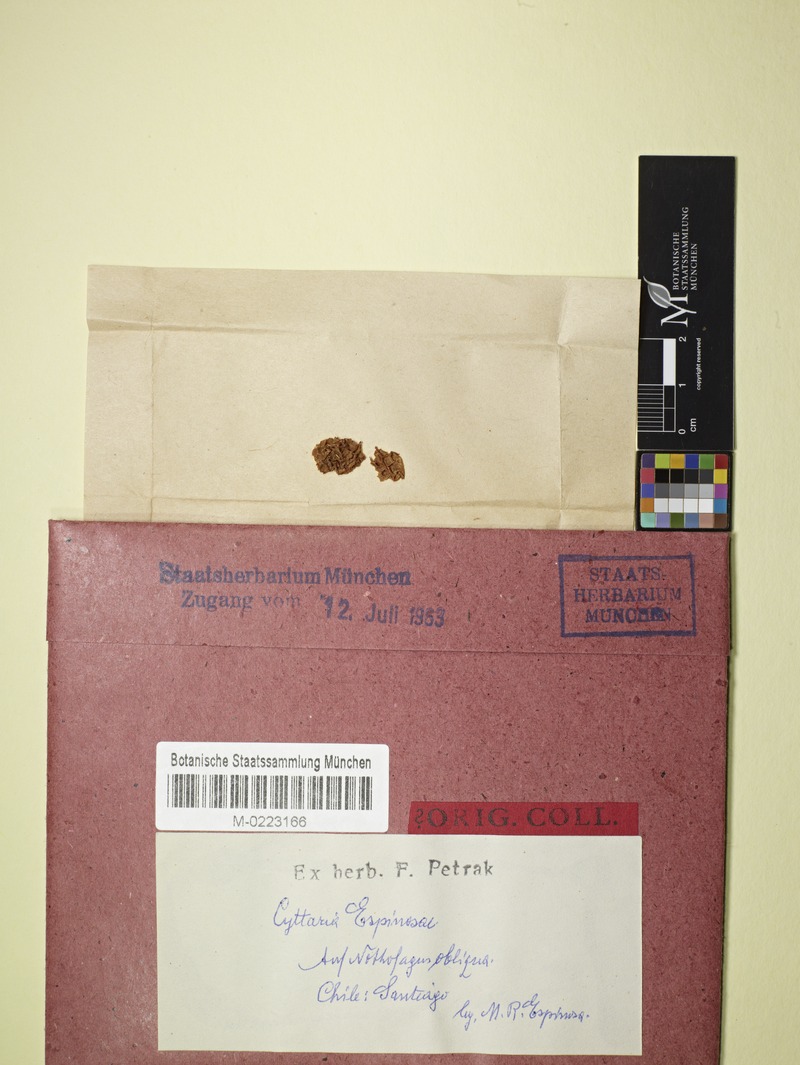 BOTANISCHE
STAATSSAMMLUNG
MÜNCHEN
M
copyright reserved
0 1 2
cm
Staatsherbarium München
Zugang vom 12. Juli 1963
STAATS-
HERBARIUM
MÜNCHEN
Botanische Staatssammlung München
M-0223166
?ORIG. COLL.
Ex herb. F. Petrak
Cyttaria Espinosae
Auf Nothofagus obliqua.
Chile: Santiago
leg. M. R. Espinosa.